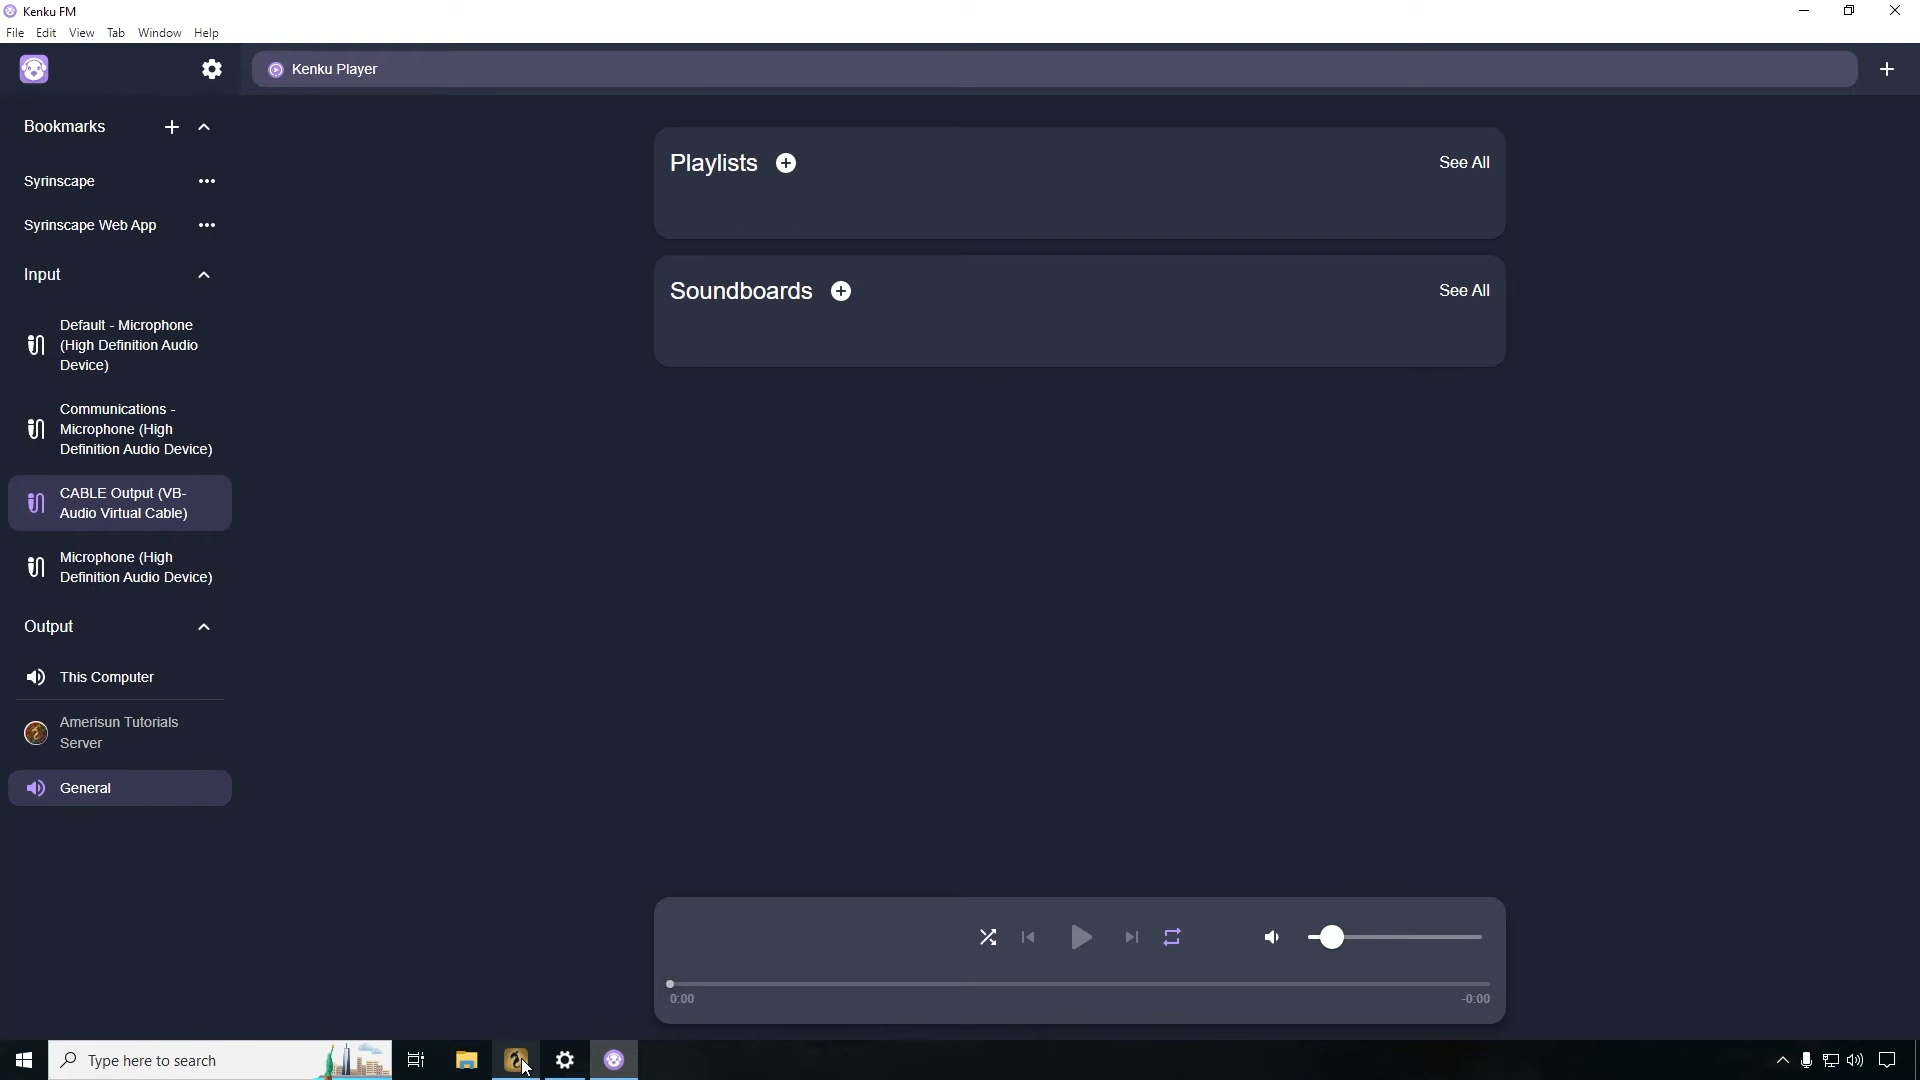 Kenku FM
File Edit View Tab Window Help
Kenku Player
Bookmarks
Syrinscape
Syrinscape Web App
Input
Default - Microphone
(High Definition Audio
Device)
Communications -
Microphone (High
Definition Audio Device)
CABLE Output (VB-
Audio Virtual Cable)
Microphone (High
Definition Audio Device)
Output
This Computer
Amerisun Tutorials
Server
General
Playlists See All
Soundboards See All
0:00 -0:00
Type here to search